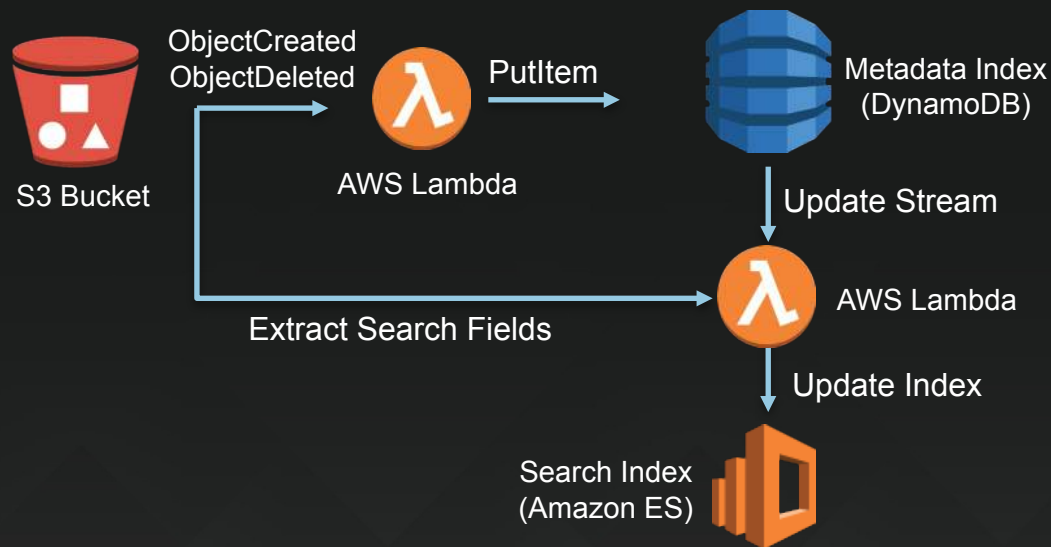 ObjectCreated
ObjectDeleted
S3 Bucket
AWS Lambda
PutItem
Metadata Index
(DynamoDB)
Update Stream
AWS Lambda
Extract Search Fields
Update Index
Search Index
(Amazon ES)